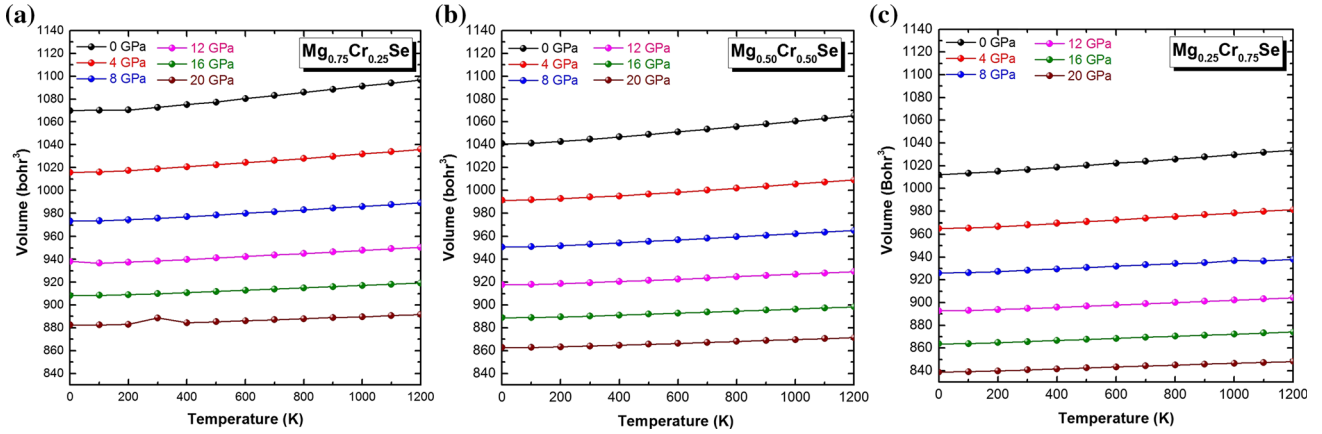 (a)
0 GPa 12 GPa
4 GPa 16 GPa
8 GPa 20 GPa
Mg0.75Cr0.25Se
1140
1120
1100
1080
1060
1040
1020
1000
980
960
940
920
900
880
860
840
Volume (bohr3)
0 200 400 600 800 1000 1200
Temperature (K)
(b)
0 GPa 12 GPa
4 GPa 16 GPa
8 GPa 20 GPa
Mg0.50Cr0.50Se
1140
1120
1100
1080
1060
1040
1020
1000
980
960
940
920
900
880
860
840
Volume (bohr3)
0 200 400 600 800 1000 1200
Temperature (K)
(c)
0 GPa 12 GPa
4 GPa 16 GPa
8 GPa 20 GPa
Mg0.25Cr0.75Se
1140
1120
1100
1080
1060
1040
1020
1000
980
960
940
920
900
880
860
840
Volume (Bohr3)
0 200 400 600 800 1000 1200
Temperature (K)